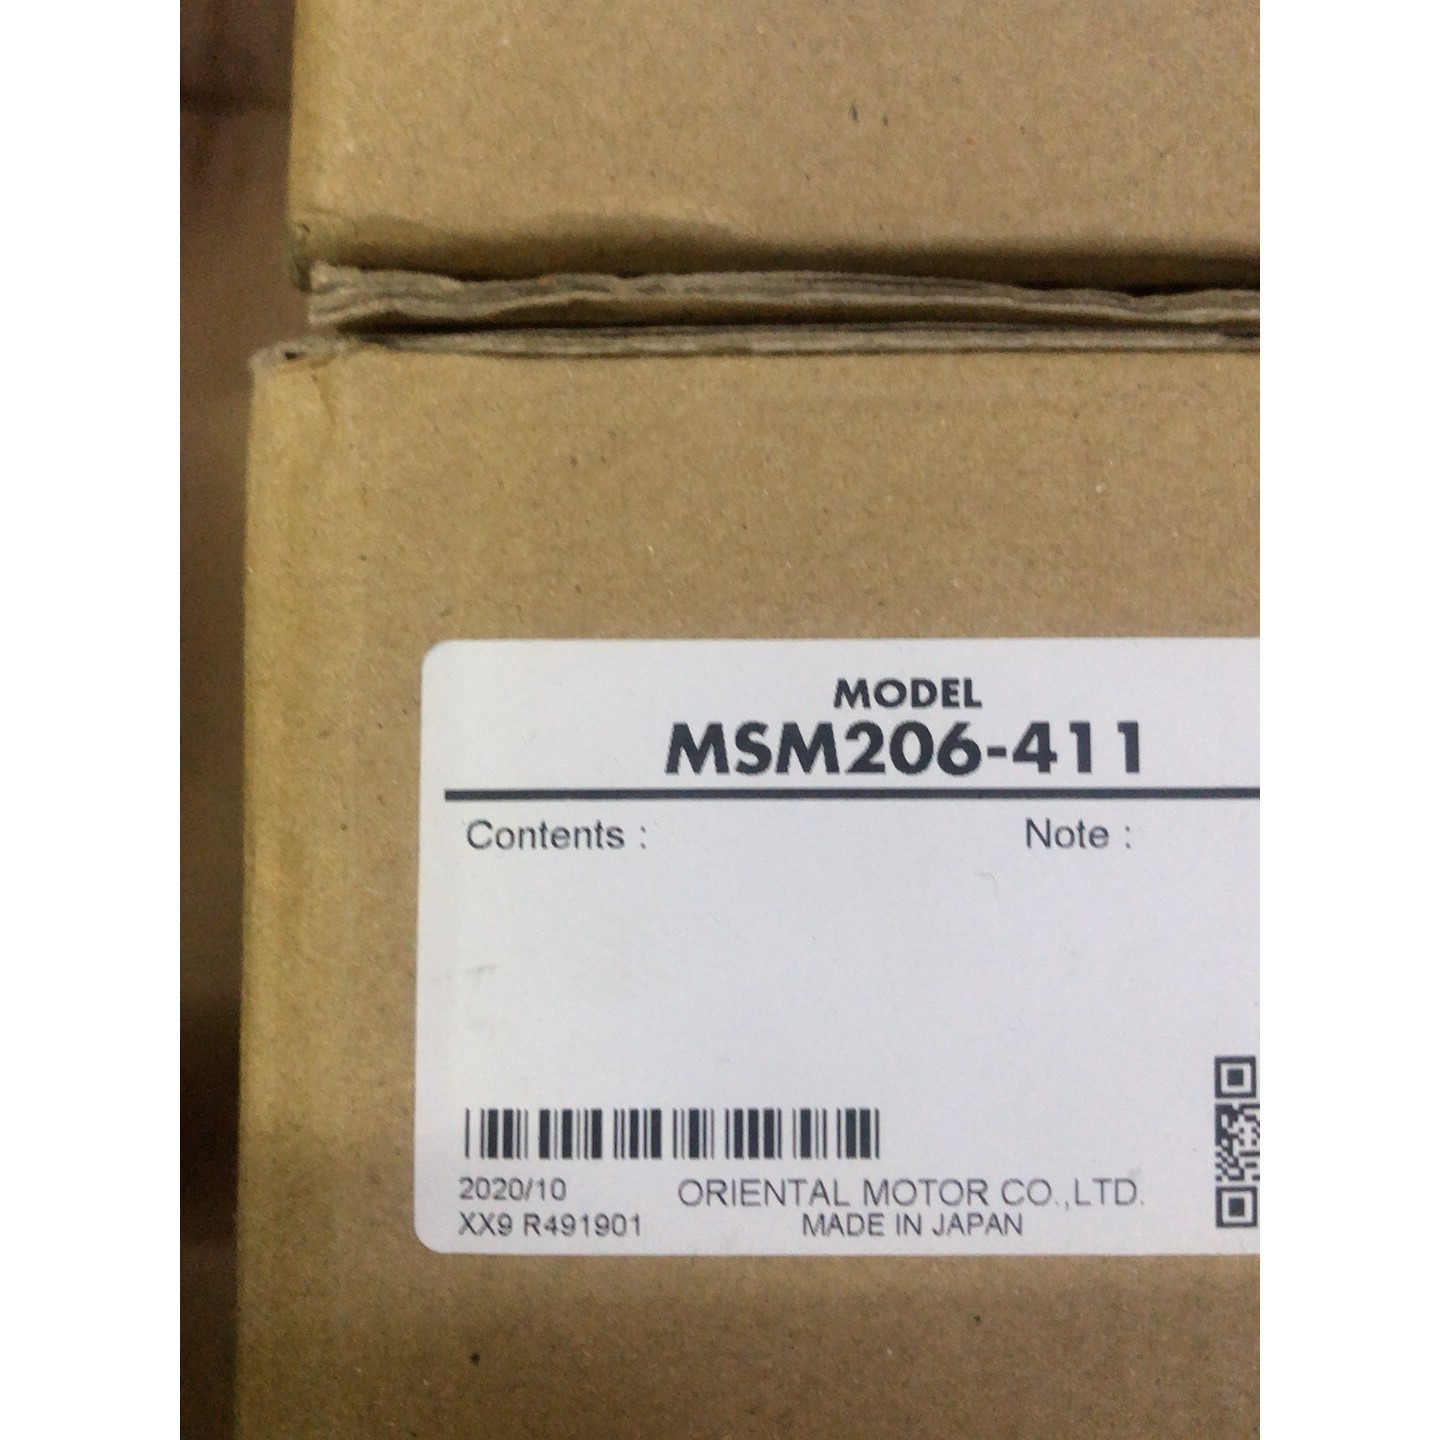 MODEL
MSM206-411
Contents :
Note :
2020/10
XX9 R491901
ORIENTAL MOTOR CO.,LTD.
MADE IN JAPAN